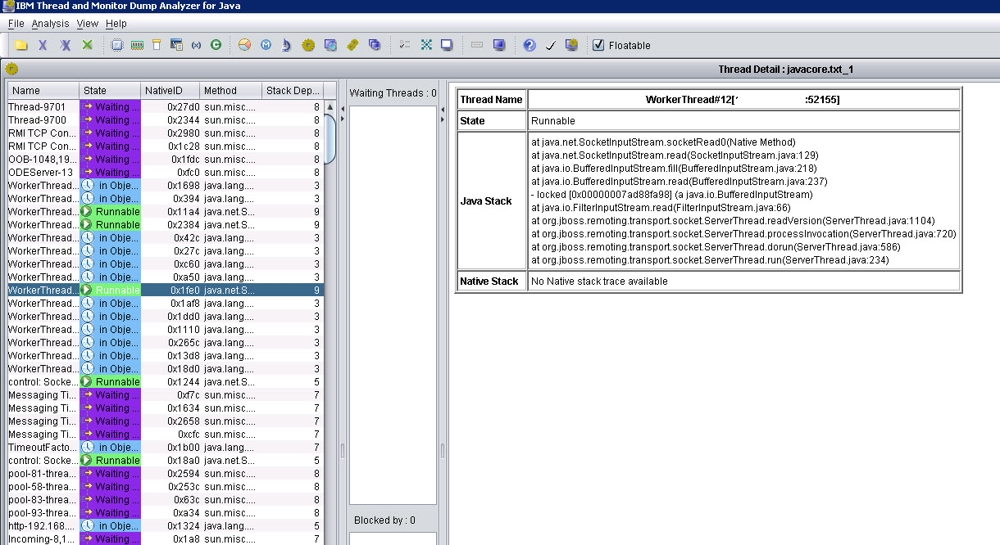 IBM Thread and Monitor Dump Analyzer for Java
File Analysis View Help
Floatable
Thread Detail : javacore.txt_1
Name State NativeID Method Stack Dep...
Thread-9701 Waiting ... 0x27d0 sun.misc.... 8
Thread-9700 Waiting ... 0x2344 sun.misc.... 8
RMI TCP Con... Waiting ... 0x2980 sun.misc.... 8
RMI TCP Con... Waiting ... 0x1c28 sun.misc.... 8
OOB-1048,19... Waiting ... 0x1fdc sun.misc.... 8
ODEServer-13 Waiting ... 0xfc0 sun.misc.... 8
WorkerThread... in Obje... 0x1698 java.lang.... 3
WorkerThread... in Obje... 0x394 java.lang.... 3
WorkerThread... Runnable 0x11a4 java.net.S... 9
WorkerThread... Runnable 0x2384 java.net.S... 9
WorkerThread... in Obje... 0x42c java.lang.... 3
WorkerThread... in Obje... 0x27c java.lang.... 3
WorkerThread... in Obje... 0xc60 java.lang.... 3
WorkerThread... in Obje... 0xa50 java.lang.... 3
WorkerThread... Runnable 0x1fe0 java.net.S... 9
WorkerThread... in Obje... 0x1af8 java.lang.... 3
WorkerThread... in Obje... 0x1dd0 java.lang.... 3
WorkerThread... in Obje... 0x1110 java.lang.... 3
WorkerThread... in Obje... 0x265c java.lang.... 3
WorkerThread... in Obje... 0x13d8 java.lang.... 3
WorkerThread... in Obje... 0x18d0 java.lang.... 3
control: Socke... Runnable 0x1244 java.net.S... 5
Messaging Ti... Waiting ... 0xf7c sun.misc.... 7
Messaging Ti... Waiting ... 0x1634 sun.misc.... 7
Messaging Ti... Waiting ... 0x2658 sun.misc.... 7
Messaging Ti... Waiting ... 0xcfc sun.misc.... 7
TimeoutFacto... in Obje... 0x1b00 java.lang.... 7
control: Socke... Runnable 0x18a0 java.net.S... 5
pool-81-threa... Waiting ... 0x2594 sun.misc.... 8
pool-58-threa... Waiting ... 0x253c sun.misc.... 8
pool-83-threa... Waiting ... 0x63c sun.misc.... 8
pool-93-threa... Waiting ... 0xa34 sun.misc.... 8
http-192.168.... in Obje... 0x1324 java.lang.... 5
Incoming-8,1... Waiting ... 0x1a8 sun.misc.... 7
Waiting Threads : 0
Blocked by : 0
Thread Name WorkerThread#12[ :52155]
State Runnable
Java Stack
at java.net.SocketInputStream.socketRead0(Native Method)
at java.net.SocketInputStream.read(SocketInputStream.java:129)
at java.io.BufferedInputStream.fill(BufferedInputStream.java:218)
at java.io.BufferedInputStream.read(BufferedInputStream.java:237)
- locked [0x00000007ad88fa98] (a java.io.BufferedInputStream)
at java.io.FilterInputStream.read(FilterInputStream.java:66)
at org.jboss.remoting.transport.socket.ServerThread.readVersion(ServerThread.java:1104)
at org.jboss.remoting.transport.socket.ServerThread.processInvocation(ServerThread.java:720)
at org.jboss.remoting.transport.socket.ServerThread.dorun(ServerThread.java:586)
at org.jboss.remoting.transport.socket.ServerThread.run(ServerThread.java:234)
Native Stack No Native stack trace available